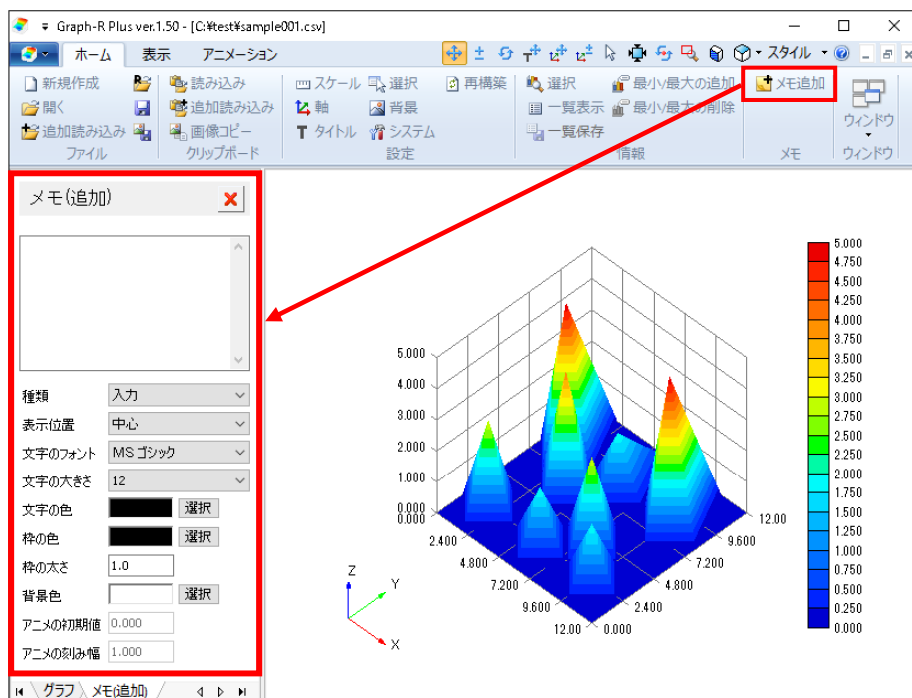 Graph-R Plus ver.1.50 - [C:¥test¥sample001.csv]
ホーム 表示 アニメーション スタイル
新規作成 読み込み スケール 選択 再構築 選択 最小/最大の追加 メモ追加
開く 追加読み込み 軸 背景 一覧表示 最小/最大の削除 ウィンドウ
追加読み込み 画像コピー T タイトル システム 一覧保存
ファイル クリップボード 設定 情報 メモ ウィンドウ
メモ(追加)
種類 入力
表示位置 中心
文字のフォント MS ゴシック
文字の大きさ 12
文字の色 選択
枠の色 選択
枠の太さ 1.0
背景色 選択
アニメの初期値 0.000
アニメの刻み幅 1.000
グラフ メモ(追加)
5.000
4.000
3.000
2.000
1.000
0.000
0.000
2.400
4.800
7.200
9.600
12.00
0.000
2.400
4.800
7.200
9.600
12.00
Z
Y
X
5.000
4.750
4.500
4.250
4.000
3.750
3.500
3.250
3.000
2.750
2.500
2.250
2.000
1.750
1.500
1.250
1.000
0.750
0.500
0.250
0.000